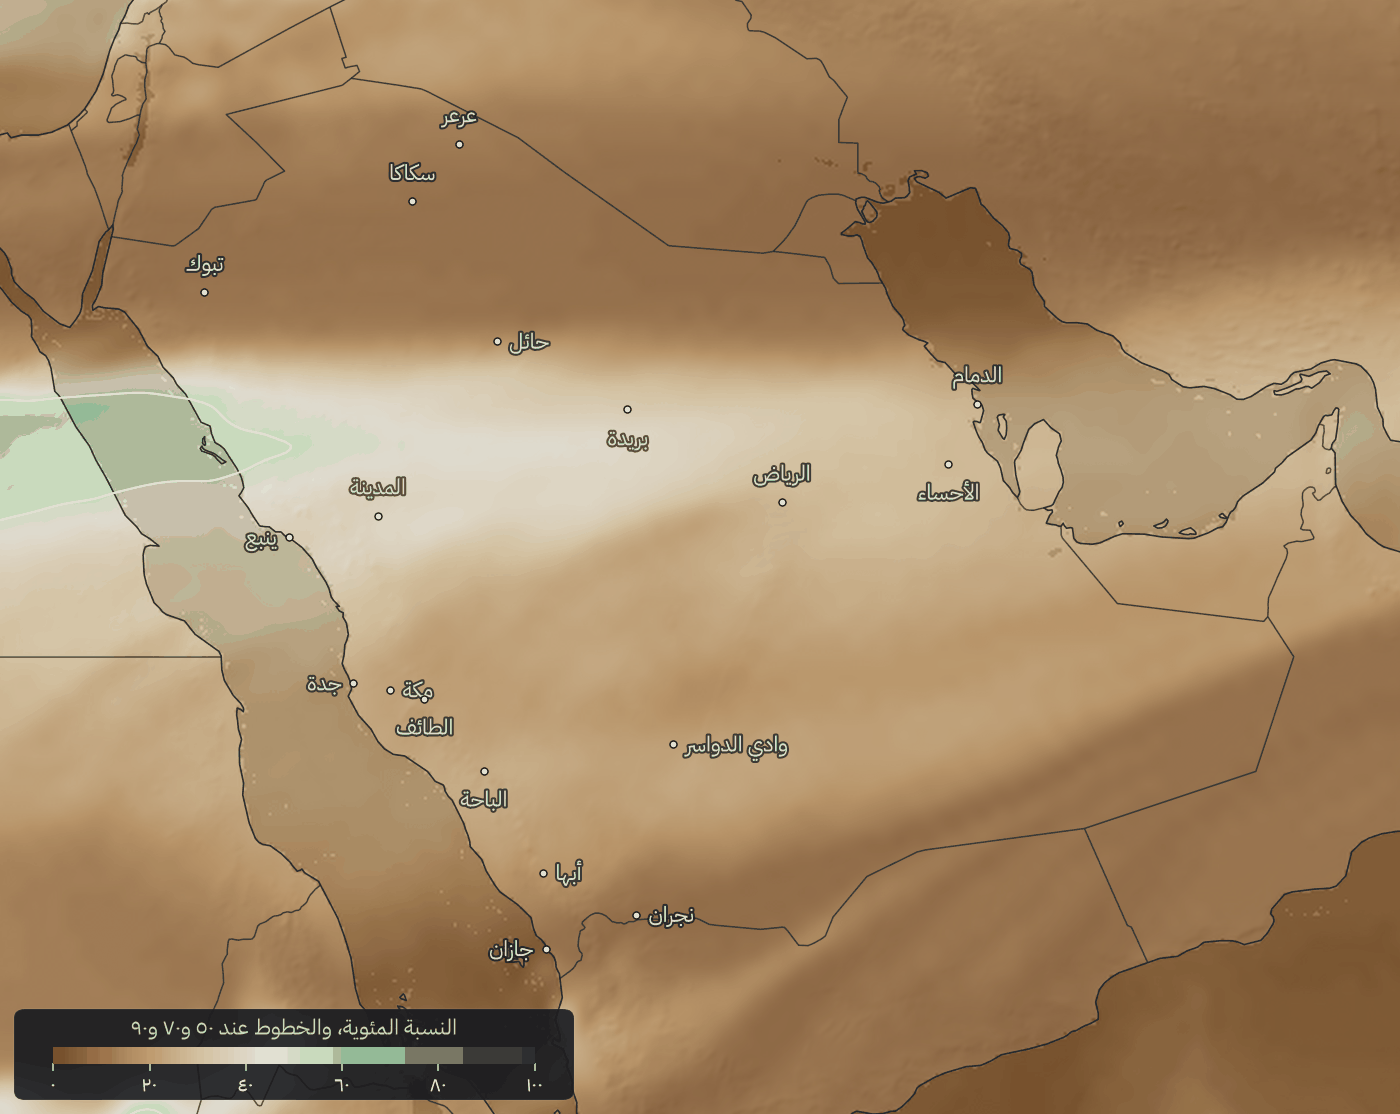 عرعر
سكاكا
تبوك
حائل
الدمام
بريدة
الرياض
المدينة
الأحساء
ينبع
جدة
مكة
الطائف
وادي الدواسر
الباحة
أبها
نجران
جازان
النسبة المئوية، والخطوط عند ٥٠ و٧٠ و٩٠
٠ ٢٠ ٤٠ ٦٠ ٨٠ ١٠٠